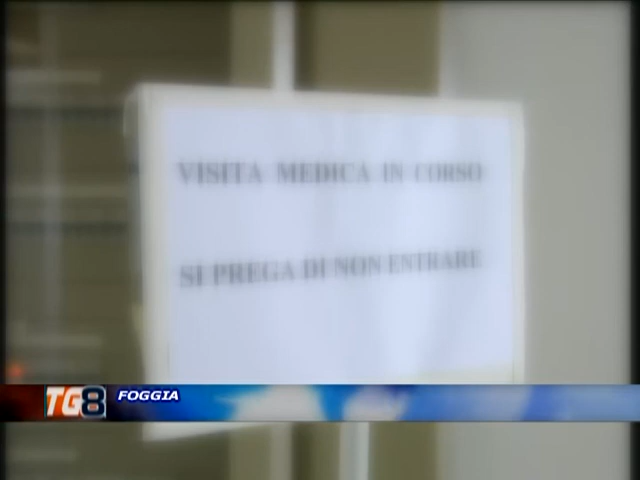 VISITA MEDICA IN CORSO
SI PREGA DI NON ENTRARE
TG8 FOGGIA